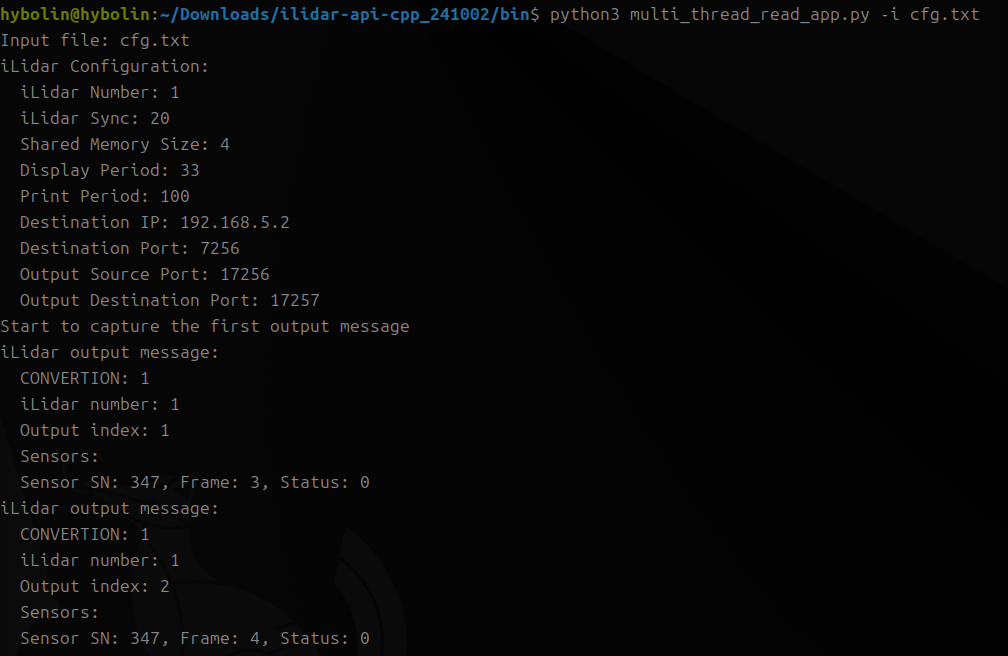 hybolin@hybolin:~/Downloads/ilidar-api-cpp_241002/bin$ python3 multi_thread_read_app.py -i cfg.txt
Input file: cfg.txt
iLidar Configuration:
  iLidar Number: 1
  iLidar Sync: 20
  Shared Memory Size: 4
  Display Period: 33
  Print Period: 100
  Destination IP: 192.168.5.2
  Destination Port: 7256
  Output Source Port: 17256
  Output Destination Port: 17257
Start to capture the first output message
iLidar output message:
  CONVERTION: 1
  iLidar number: 1
  Output index: 1
  Sensors:
  Sensor SN: 347, Frame: 3, Status: 0
iLidar output message:
  CONVERTION: 1
  iLidar number: 1
  Output index: 2
  Sensors:
  Sensor SN: 347, Frame: 4, Status: 0